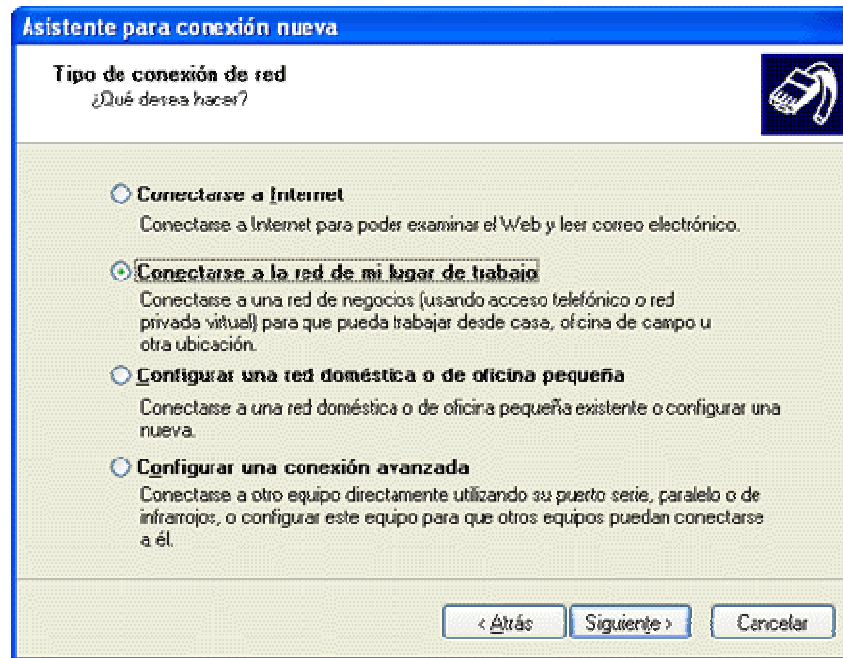 Asistente para conexión nueva
Tipo de conexión de red
¿Qué desea hacer?
Conectarse a Internet
Conectarse a Internet para poder examinar el Web y leer correo electrónico.
Conectarse a la red de mi lugar de trabajo
Conectarse a una red de negocios (usando acceso telefónico o red
privada virtual) para que pueda trabajar desde casa, oficina de campo u
otra ubicación.
Configurar una red doméstica o de oficina pequeña
Conectarse a una red doméstica o de oficina pequeña existente o configurar una
nueva.
Configurar una conexión avanzada
Conectarse a otro equipo directamente utilizando su puerto serie, paralelo o de
infrarrojos, o configurar este equipo para que otros equipos puedan conectarse
a él.
< Atrás
Siguiente >
Cancelar